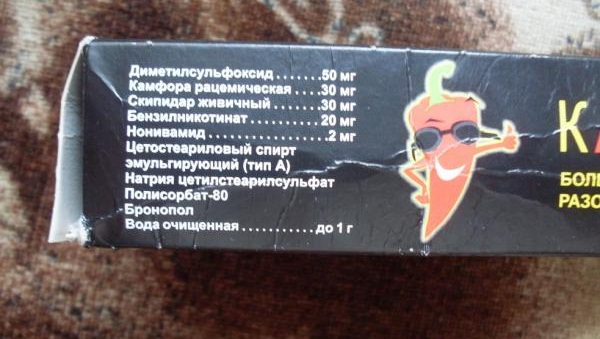 Диметилсульфоксид.......50 мг
Камфора рацемическая....30 мг
Скипидар живичный.......30 мг
Бензилникотинат..........20 мг
Нонивамид.................2 мг
Цетостеариловый спирт
эмульгирующий (тип А)
Натрия цетилстеарилсульфат
Полисорбат-80
Бронопол
Вода очищенная...........до 1 г